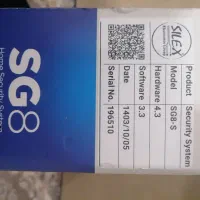 SILEX
Product Security System
Model SG8-S
Hardware 4.3
Software 3.3
Date 1403/10/05
Serial No. 196510
SG8
Home Security System